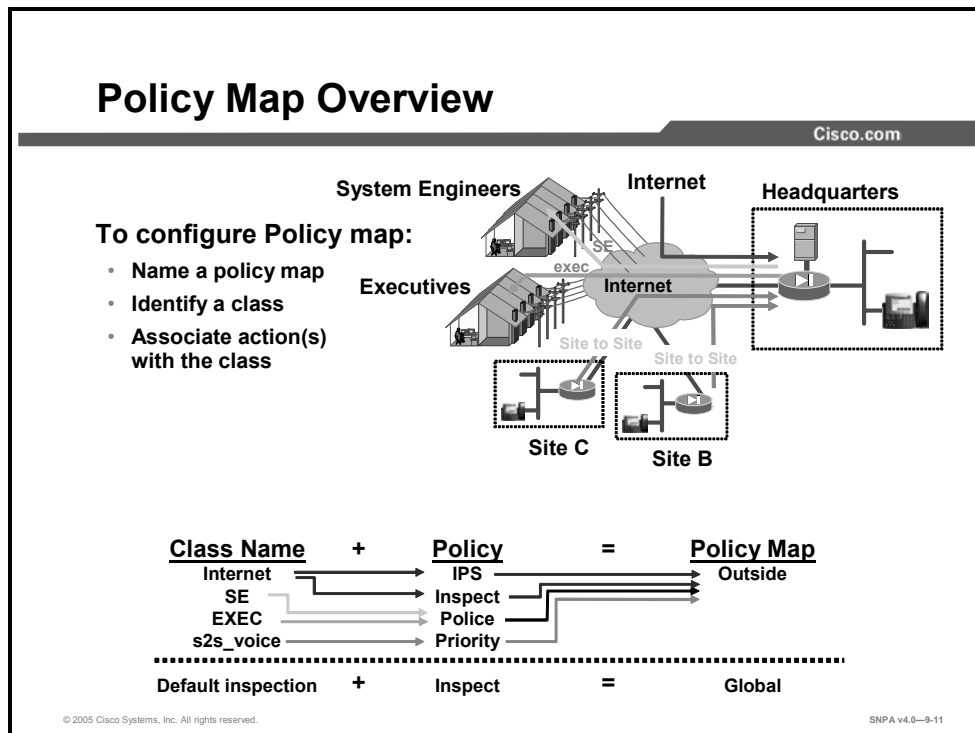 Policy Map Overview
Cisco.com
System Engineers
Internet
Headquarters
To configure Policy map:
• Name a policy map
• Identify a class
• Associate action(s)
with the class
SE
exec
Executives
Internet
Site to Site
Site to Site
Site C
Site B
Class Name + Policy = Policy Map
Internet IPS Outside
SE Inspect
EXEC Police
s2s_voice Priority
Default inspection + Inspect = Global
© 2005 Cisco Systems, Inc. All rights reserved.
SNPA v4.0—9-11